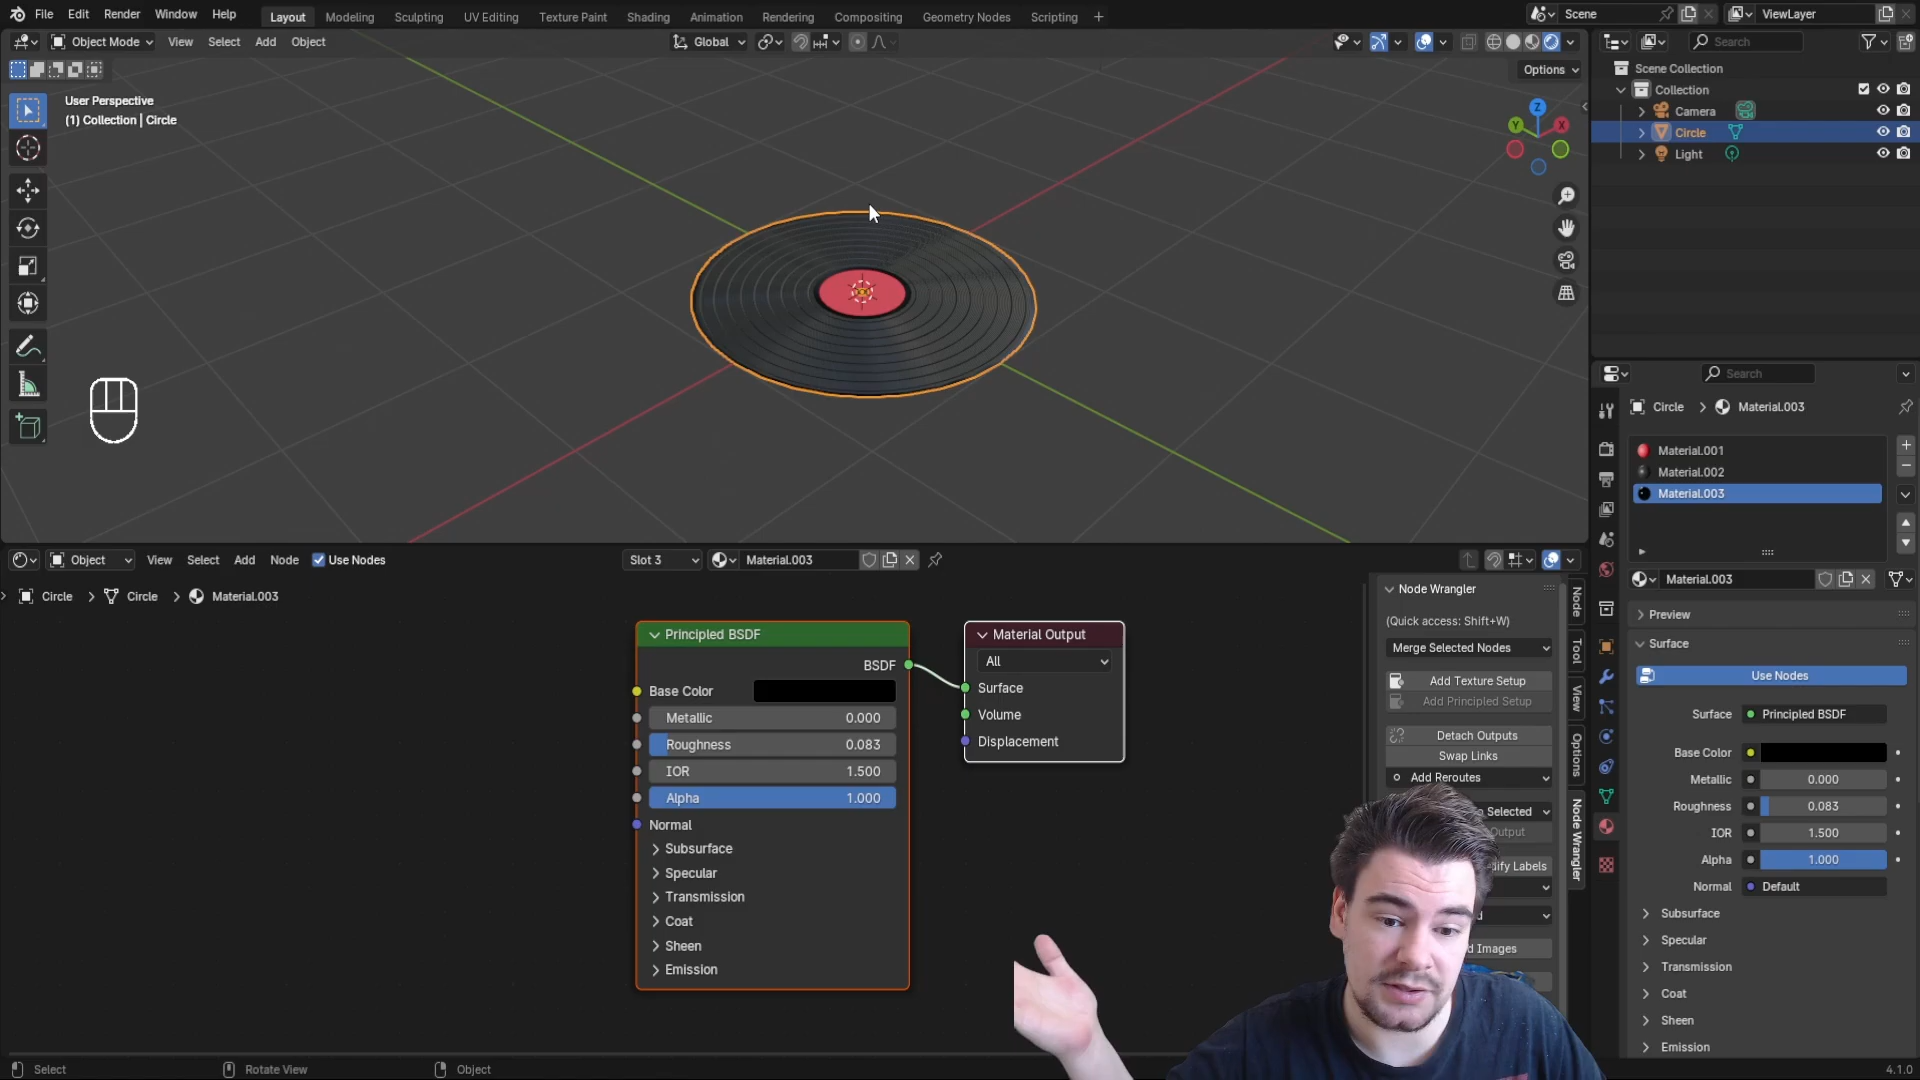 File Edit Render Window Help Layout Modeling Sculpting UV Editing Texture Paint Shading Animation Rendering Compositing Geometry Nodes Scripting + Scene ViewLayer
Object Mode View Select Add Object Global Search
Options
User Perspective
(1) Collection | Circle
Z
Y
X
Scene Collection
Collection
Camera
Circle
Light
Search
Circle > Material.003
Material.001
Material.002
Material.003
Material.003
Preview
Surface
Use Nodes
Surface Principled BSDF
Base Color
Metallic 0.000
Roughness 0.083
IOR 1.500
Alpha 1.000
Normal Default
Subsurface
Specular
Transmission
Coat
Sheen
Emission
Object View Select Add Node Use Nodes Slot 3 Material.003
Circle > Circle > Material.003
Principled BSDF
BSDF
Base Color
Metallic 0.000
Roughness 0.083
IOR 1.500
Alpha 1.000
Normal
Subsurface
Specular
Transmission
Coat
Sheen
Emission
Material Output
All
Surface
Volume
Displacement
Node Wrangler
(Quick access: Shift+W)
Merge Selected Nodes
Add Texture Setup
Add Principled Setup
Detach Outputs
Swap Links
Add Reroutes
Selected
Output
Labels
Images
Node
Tool
View
Options
Node Wrangler
Select Rotate View Object 4.1.0